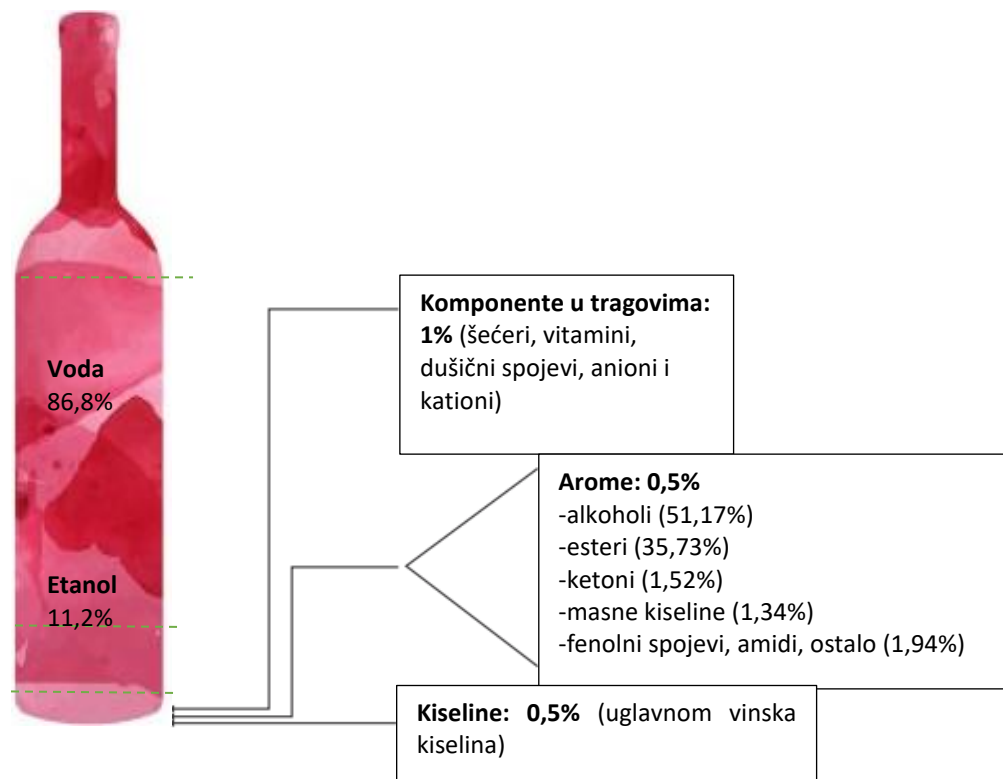 Voda
86,8%
Etanol
11,2%
Komponente u tragovima:
1% (šećeri, vitamini,
dušični spojevi, anioni i
kationi)
Arome: 0,5%
-alkoholi (51,17%)
-esteri (35,73%)
-ketoni (1,52%)
-masne kiseline (1,34%)
-fenolni spojevi, amidi, ostalo (1,94%)
Kiseline: 0,5% (uglavnom vinska
kiselina)